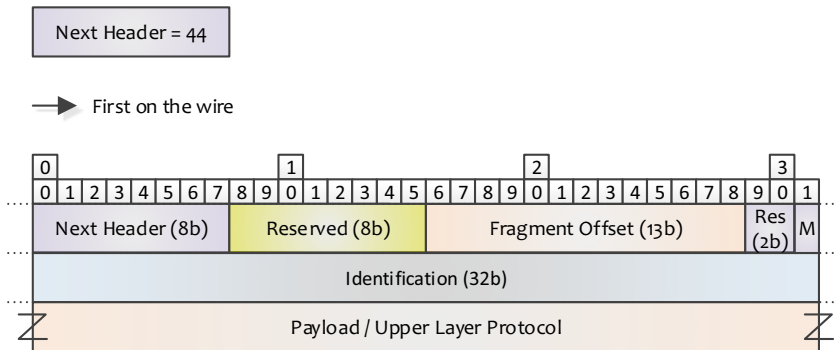 Next Header = 44
First on the wire
0 1 2 3
0 1 2 3 4 5 6 7 8 9 0 1 2 3 4 5 6 7 8 9 0 1 2 3 4 5 6 7 8 9 0 1
Next Header (8b) Reserved (8b) Fragment Offset (13b) Res (2b) M
Identification (32b)
Payload / Upper Layer Protocol